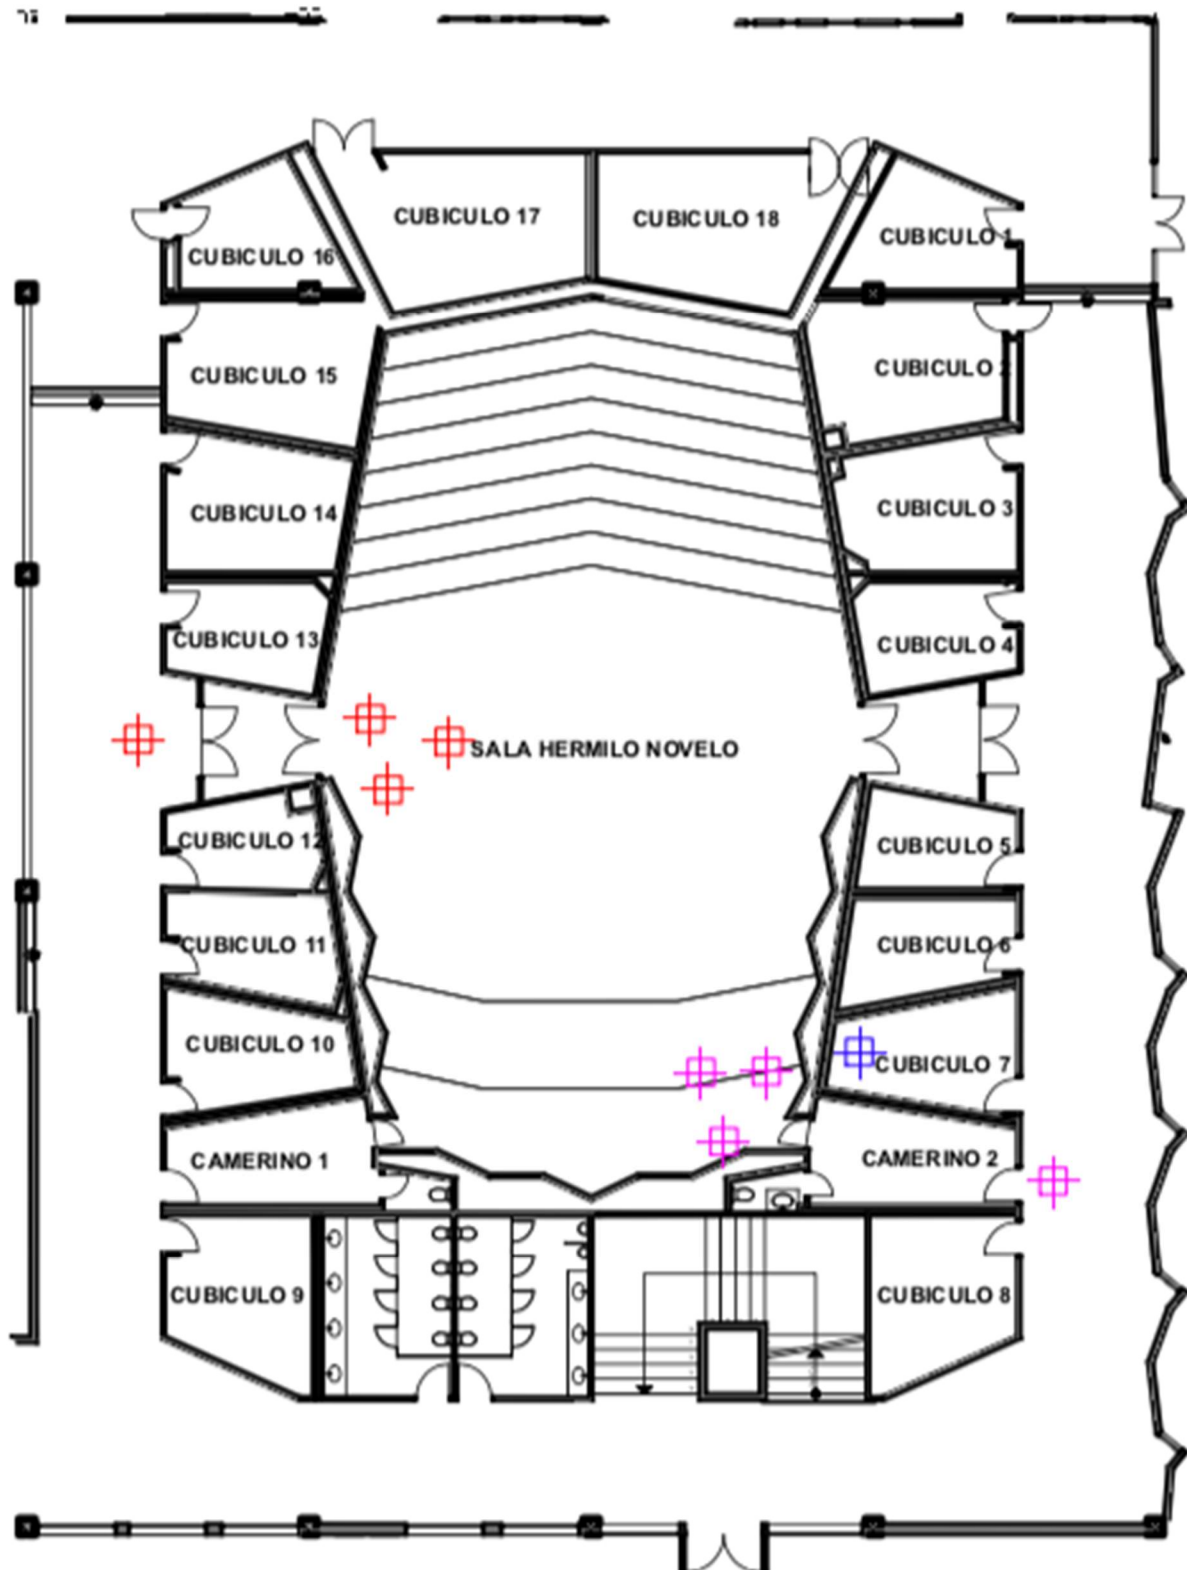 CUBICULO 17
CUBICULO 18
CUBICULO 1
CUBICULO 16
CUBICULO 15
CUBICULO 2
CUBICULO 14
CUBICULO 3
CUBICULO 13
CUBICULO 4
SALA HERMILO NOVELO
CUBICULO 12
CUBICULO 5
CUBICULO 11
CUBICULO 6
CUBICULO 10
CUBICULO 7
CAMERINO 1
CAMERINO 2
CUBICULO 9
CUBICULO 8